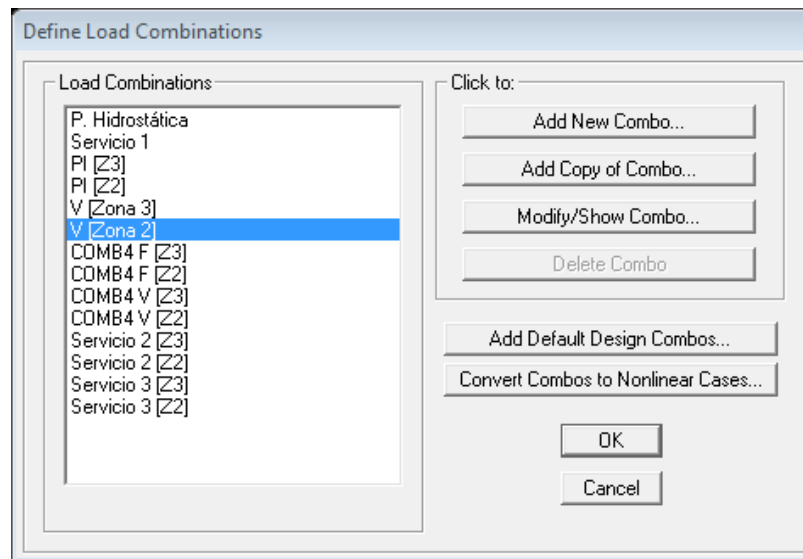 Define Load Combinations
Load Combinations
P. Hidrostática
Servicio 1
PI [Z3]
PI [Z2]
V [Zona 3]
V [Zona 2]
COMB4 F [Z3]
COMB4 F [Z2]
COMB4 V [Z3]
COMB4 V [Z2]
Servicio 2 [Z3]
Servicio 2 [Z2]
Servicio 3 [Z3]
Servicio 3 [Z2]
Click to:
Add New Combo...
Add Copy of Combo...
Modify/Show Combo...
Delete Combo
Add Default Design Combos...
Convert Combos to Nonlinear Cases...
OK
Cancel